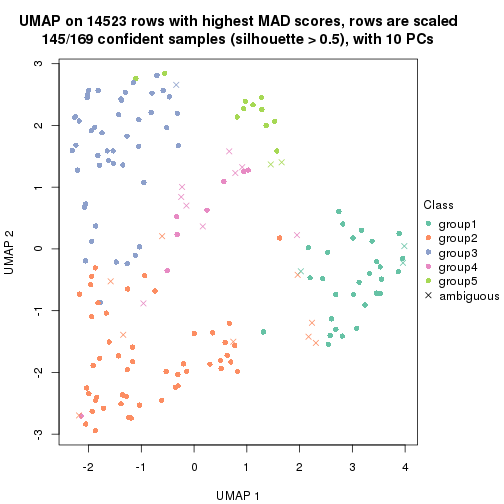 UMAP on 14523 rows with highest MAD scores, rows are scaled
145/169 confident samples (silhouette > 0.5), with 10 PCs
3
2
1
0
-1
-2
-3
UMAP 2
-2
-1
0
1
2
3
4
UMAP 1
Class
group1
group2
group3
group4
group5
ambiguous